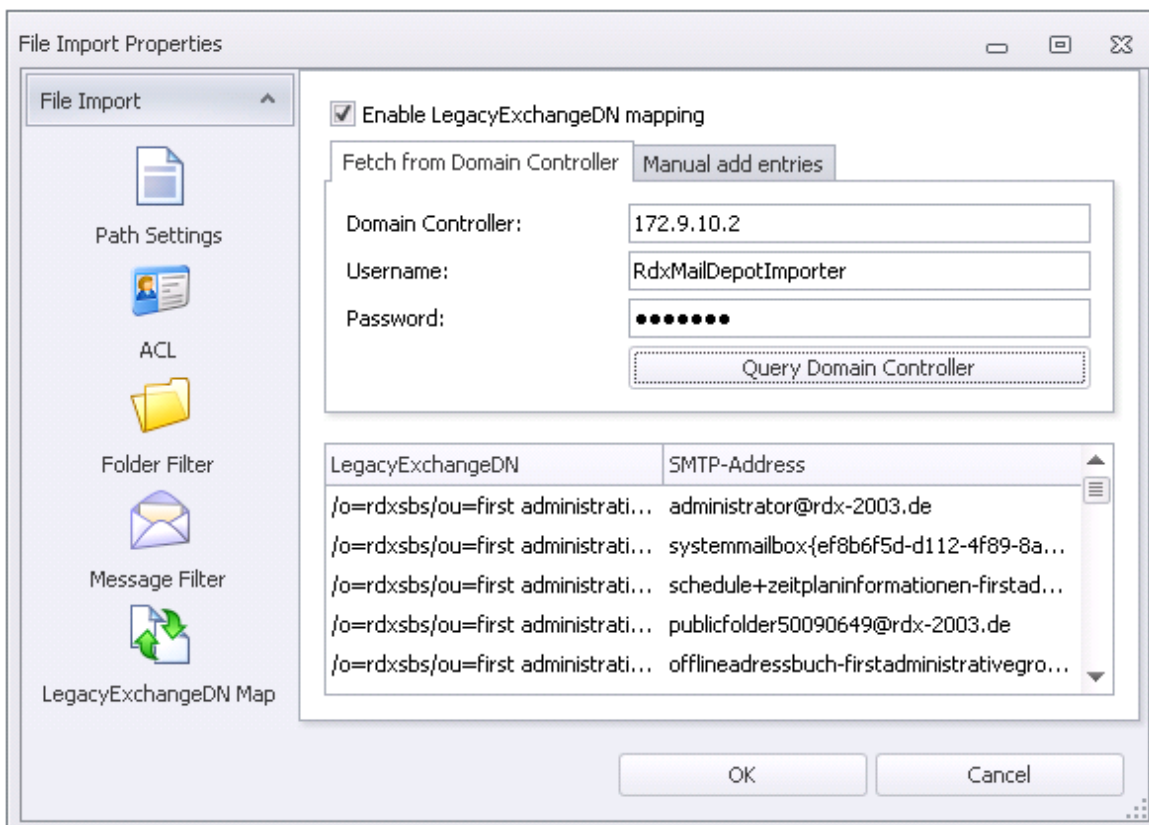 File Import Properties
File Import
Path Settings
ACL
Folder Filter
Message Filter
LegacyExchangeDN Map
Enable LegacyExchangeDN mapping
Fetch from Domain Controller
Manual add entries
Domain Controller:
172.9.10.2
Username:
RdxMailDepotImporter
Password:
•••••••
Query Domain Controller
LegacyExchangeDN SMTP-Address
/o=rdxsbs/ou=first administrati... administrator@rdx-2003.de
/o=rdxsbs/ou=first administrati... systemmailbox{ef8b6f5d-d112-4f89-8a...
/o=rdxsbs/ou=first administrati... schedule+zeitplaninformationen-firstad...
/o=rdxsbs/ou=first administrati... publicfolder50090649@rdx-2003.de
/o=rdxsbs/ou=first administrati... offlineadressbuch-firstadministrativegro...
OK
Cancel